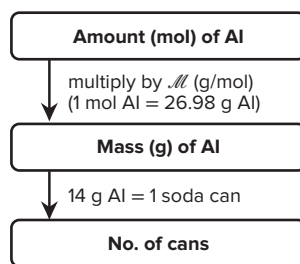 Amount (mol) of Al
multiply by ℳ (g/mol)
(1 mol Al = 26.98 g Al)
Mass (g) of Al
14 g Al = 1 soda can
No. of cans